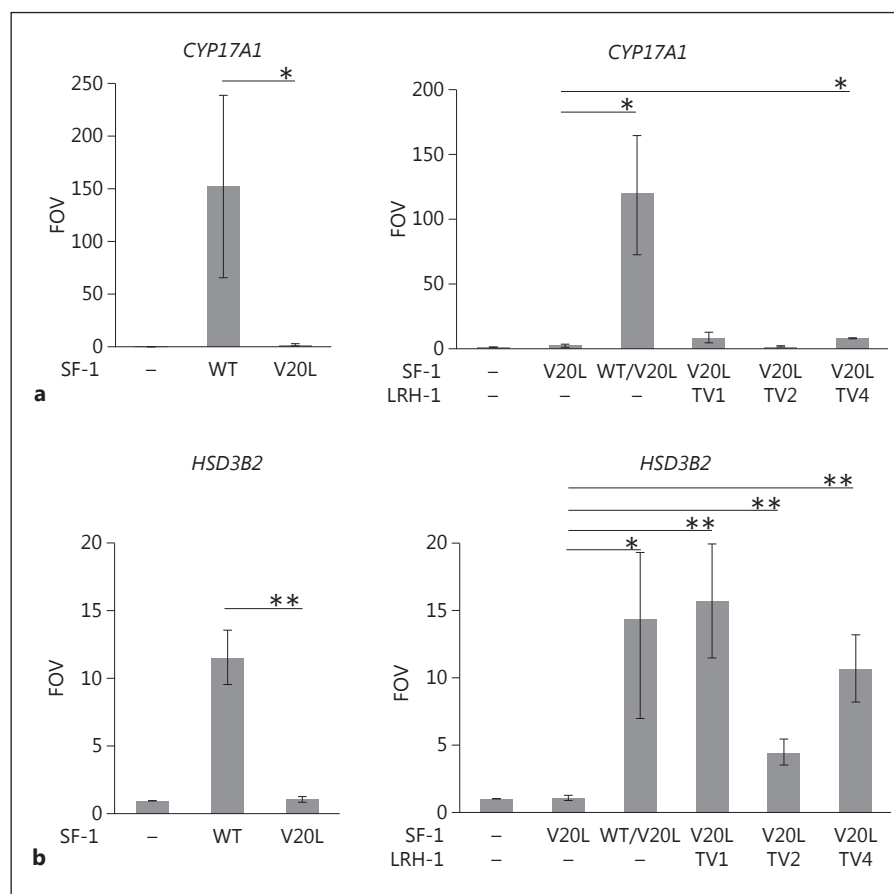 CYP17A1
*
250
200
150
100
50
0
FOV
SF-1 – WT V20L
a
CYP17A1
*
*
200
150
100
50
0
FOV
SF-1 – V20L WT/V20L V20L V20L V20L
LRH-1 – – – TV1 TV2 TV4
HSD3B2
20
**
15
10
5
0
FOV
SF-1 – WT V20L
b
HSD3B2
**
**
**
*
20
15
10
5
0
FOV
SF-1 – V20L WT/V20L V20L V20L V20L
LRH-1 – – – TV1 TV2 TV4